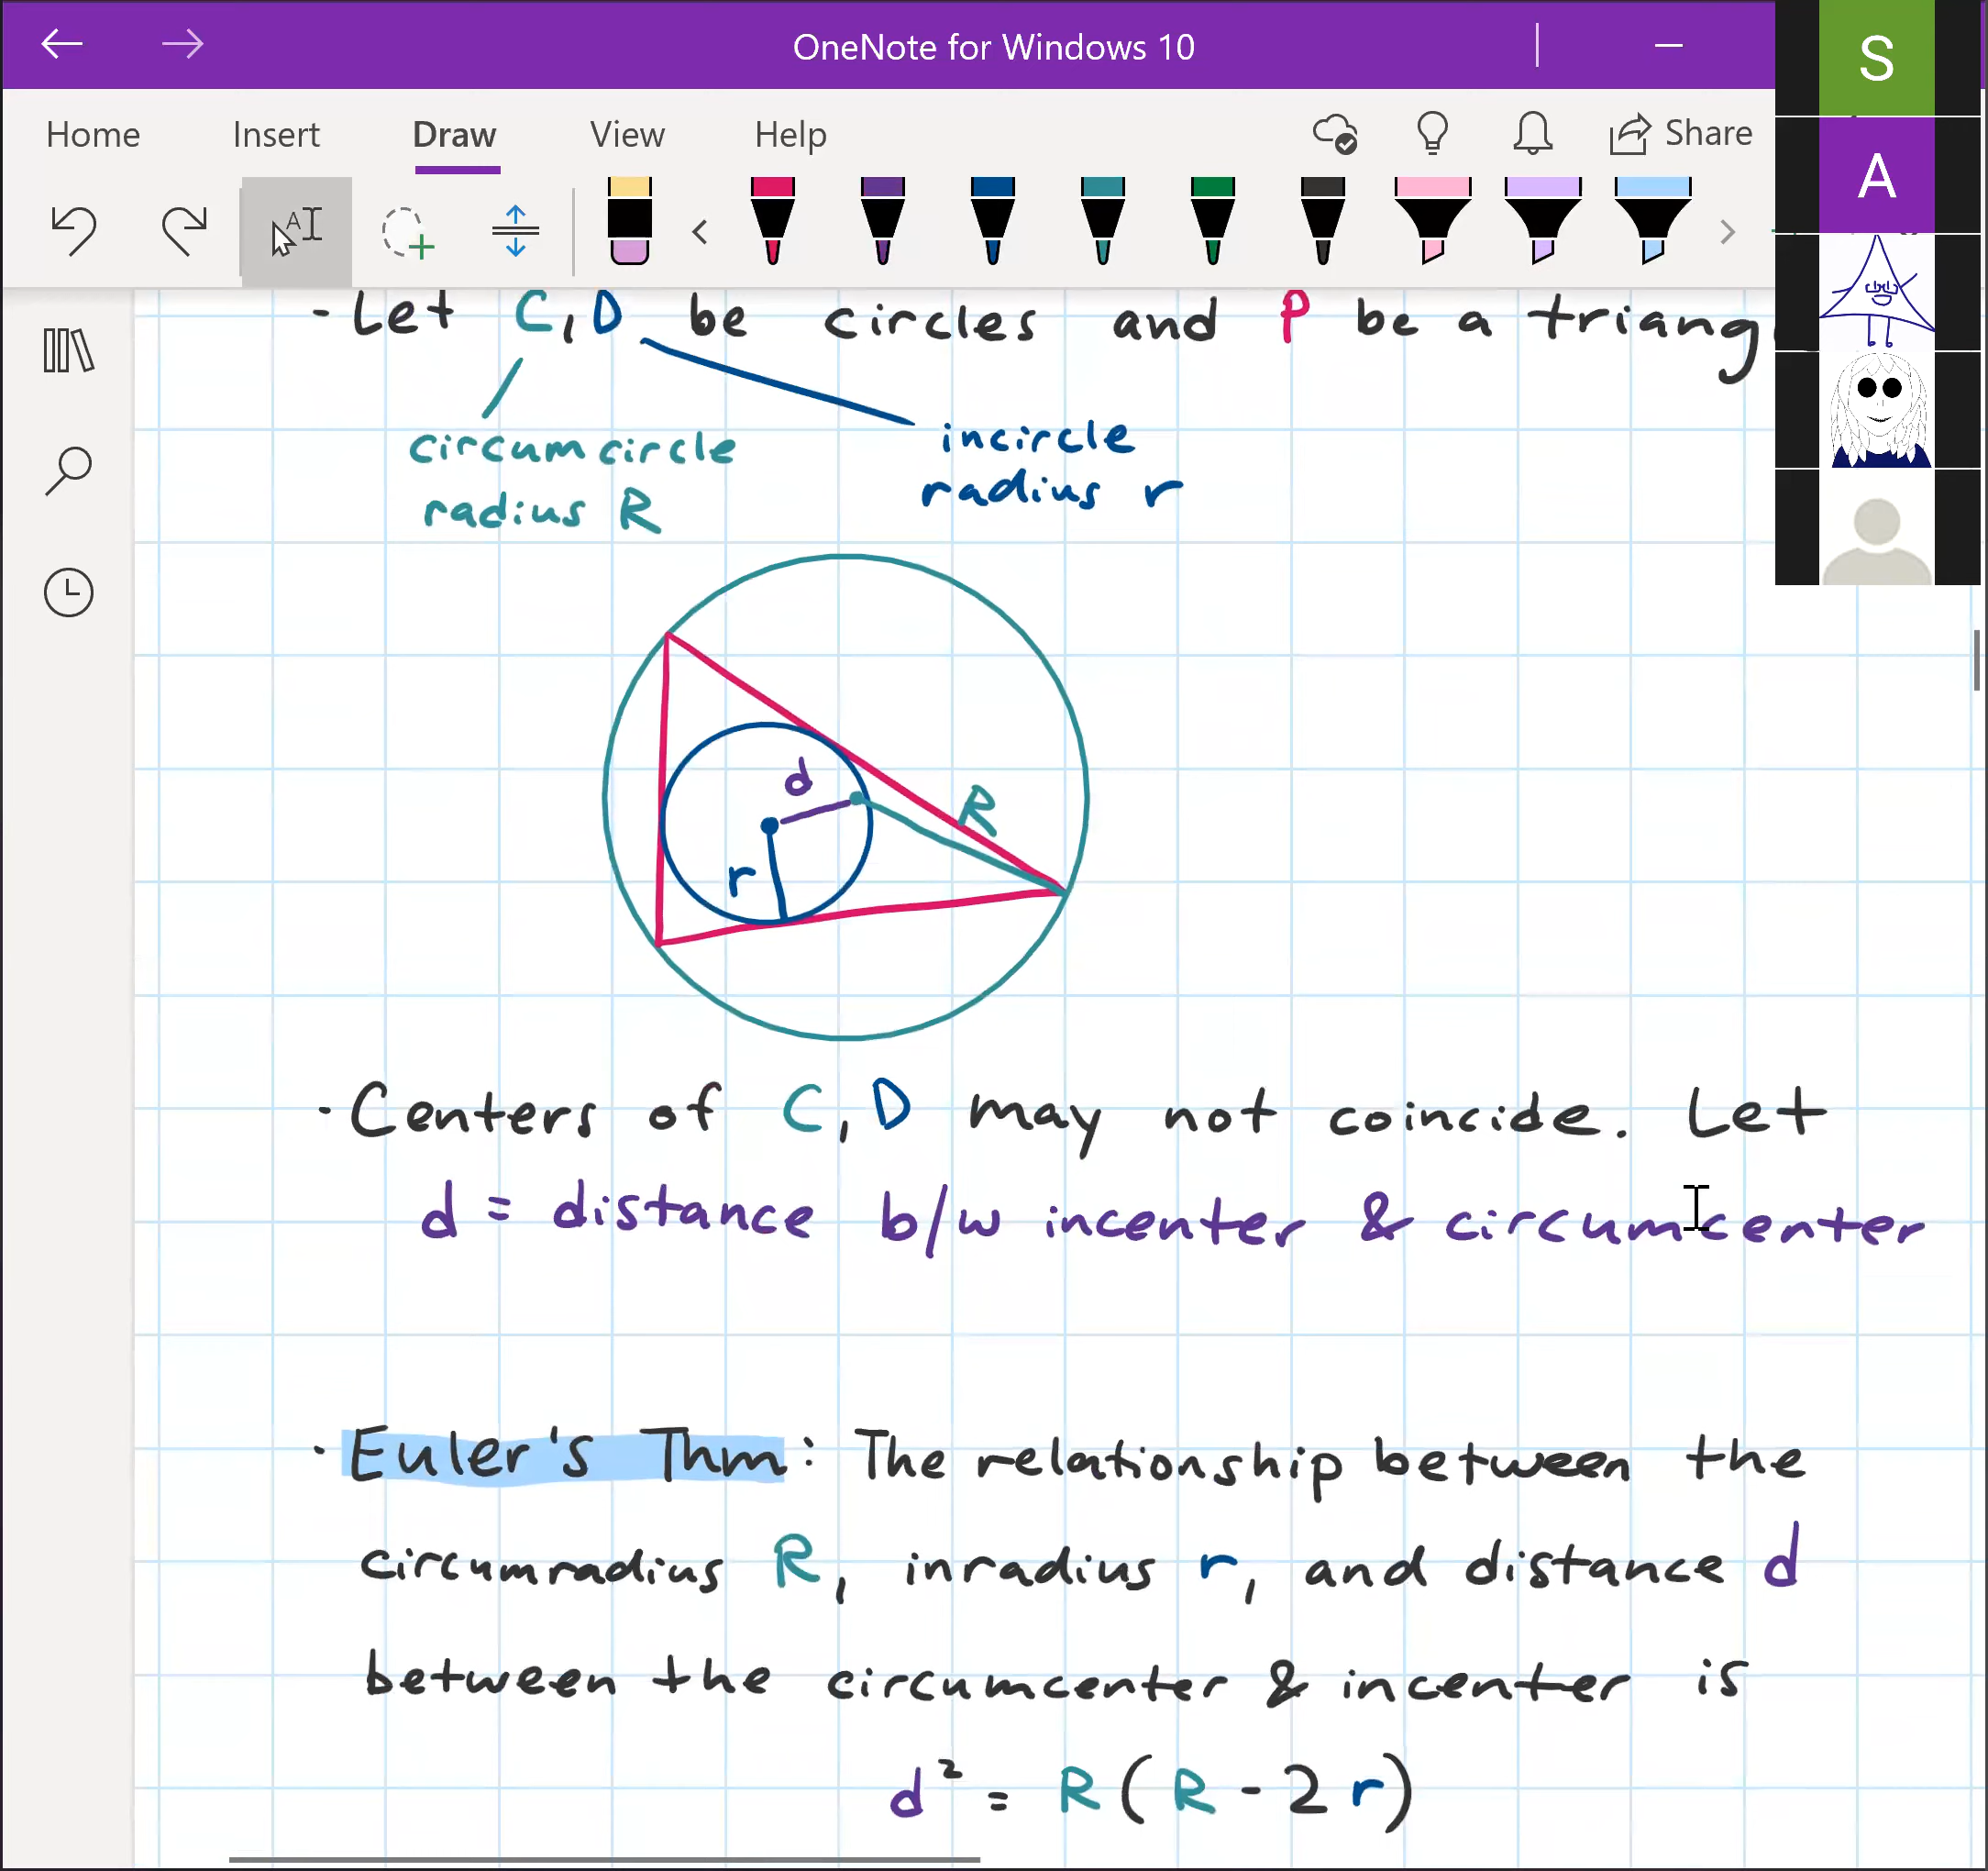 OneNote for Windows 10
S
Home Insert Draw View Help Share
A
- Let C, D be circles and P be a triang
circumcircle
radius R
incircle
radius r
d
R
r
· Centers of C, D may not coincide. Let
d = distance b/w incenter & circumcenter
· Euler's Thm: The relationship between the
circumradius R, inradius r, and distance d
between the circumcenter & incenter is
d² = R(R - 2r)